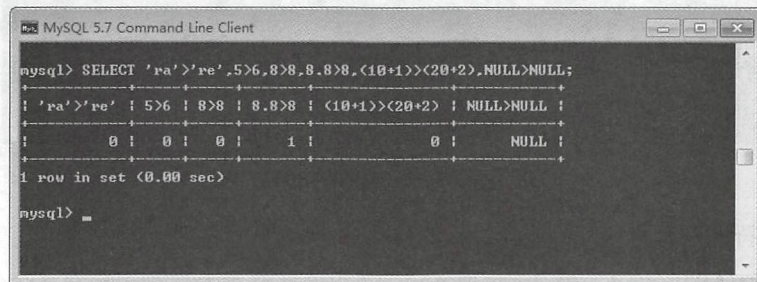 MySQL 5.7 Command Line Client
mysql> SELECT 'ra'>'re',5>6,8>8,8.8>8,(10+1)>(20+2),NULL>NULL;
| 'ra'>'re' | 5>6 | 8>8 | 8.8>8 | (10+1)>(20+2) | NULL>NULL |
| 0 | 0 | 0 | 1 | 0 | NULL |
1 row in set (0.00 sec)
mysql> _